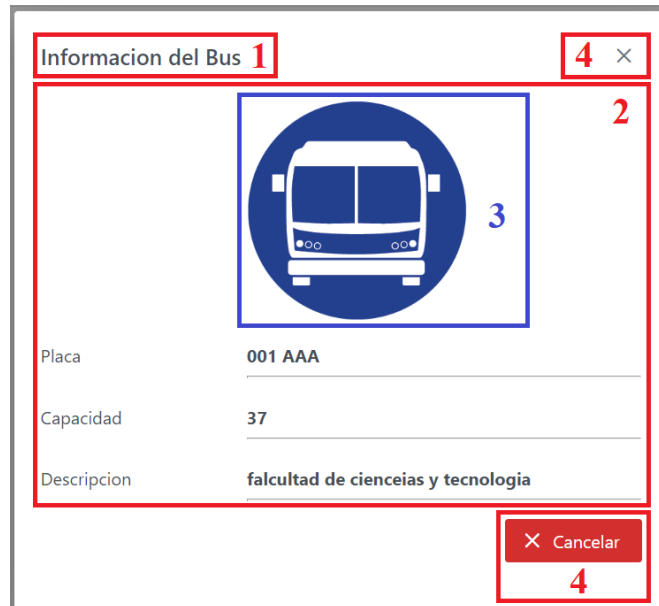 Informacion del Bus 1
4 ×
2
3
Placa 001 AAA
Capacidad 37
Descripcion falcultad de cienceias y tecnologia
× Cancelar
4